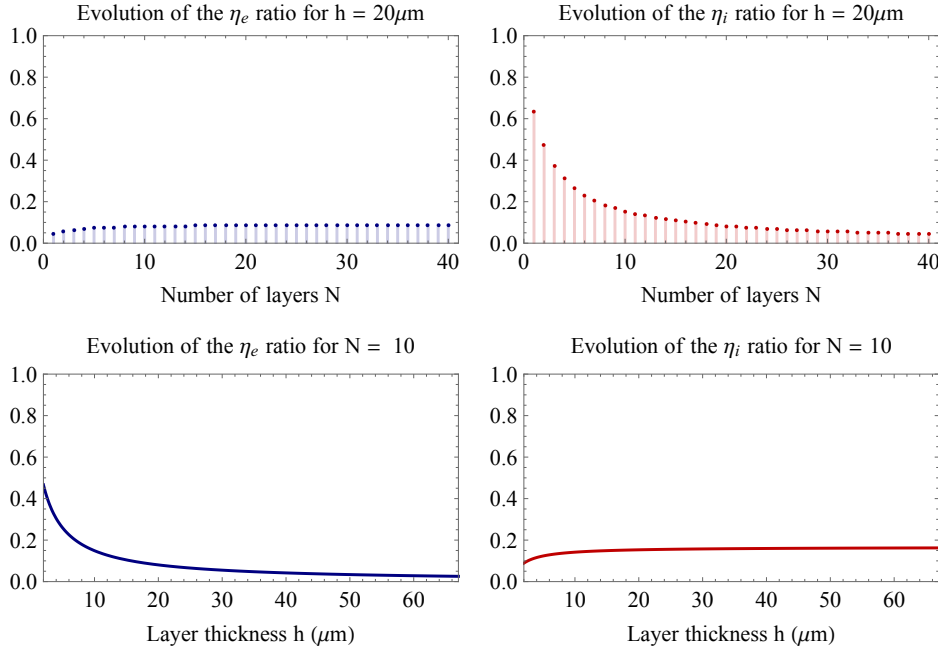 Evolution of the ηe ratio for h = 20μm
1.0
0.8
0.6
0.4
0.2
0.0
0 10 20 30 40
Number of layers N
Evolution of the ηi ratio for h = 20μm
1.0
0.8
0.6
0.4
0.2
0.0
0 10 20 30 40
Number of layers N
Evolution of the ηe ratio for N = 10
1.0
0.8
0.6
0.4
0.2
0.0
10 20 30 40 50 60
Layer thickness h (μm)
Evolution of the ηi ratio for N = 10
1.0
0.8
0.6
0.4
0.2
0.0
10 20 30 40 50 60
Layer thickness h (μm)